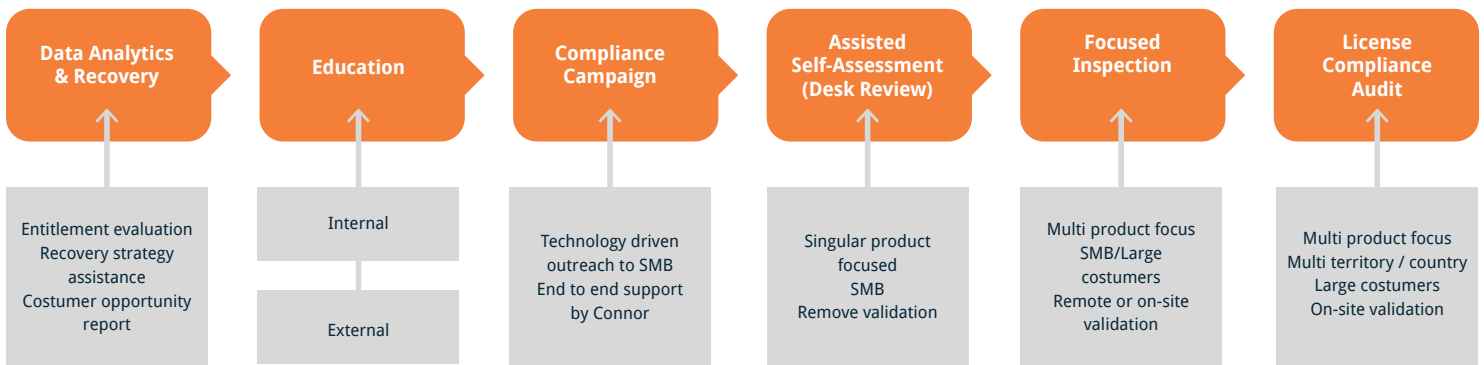 Data Analytics
& Recovery
Education
Compliance
Campaign
Assisted
Self-Assessment
(Desk Review)
Focused
Inspection
License
Compliance
Audit
Entitlement evaluation
Recovery strategy
assistance
Costumer opportunity
report
Internal
External
Technology driven
outreach to SMB
End to end support
by Connor
Singular product
focused
SMB
Remove validation
Multi product focus
SMB/Large
costumers
Remote or on-site
validation
Multi product focus
Multi territory / country
Large costumers
On-site validation